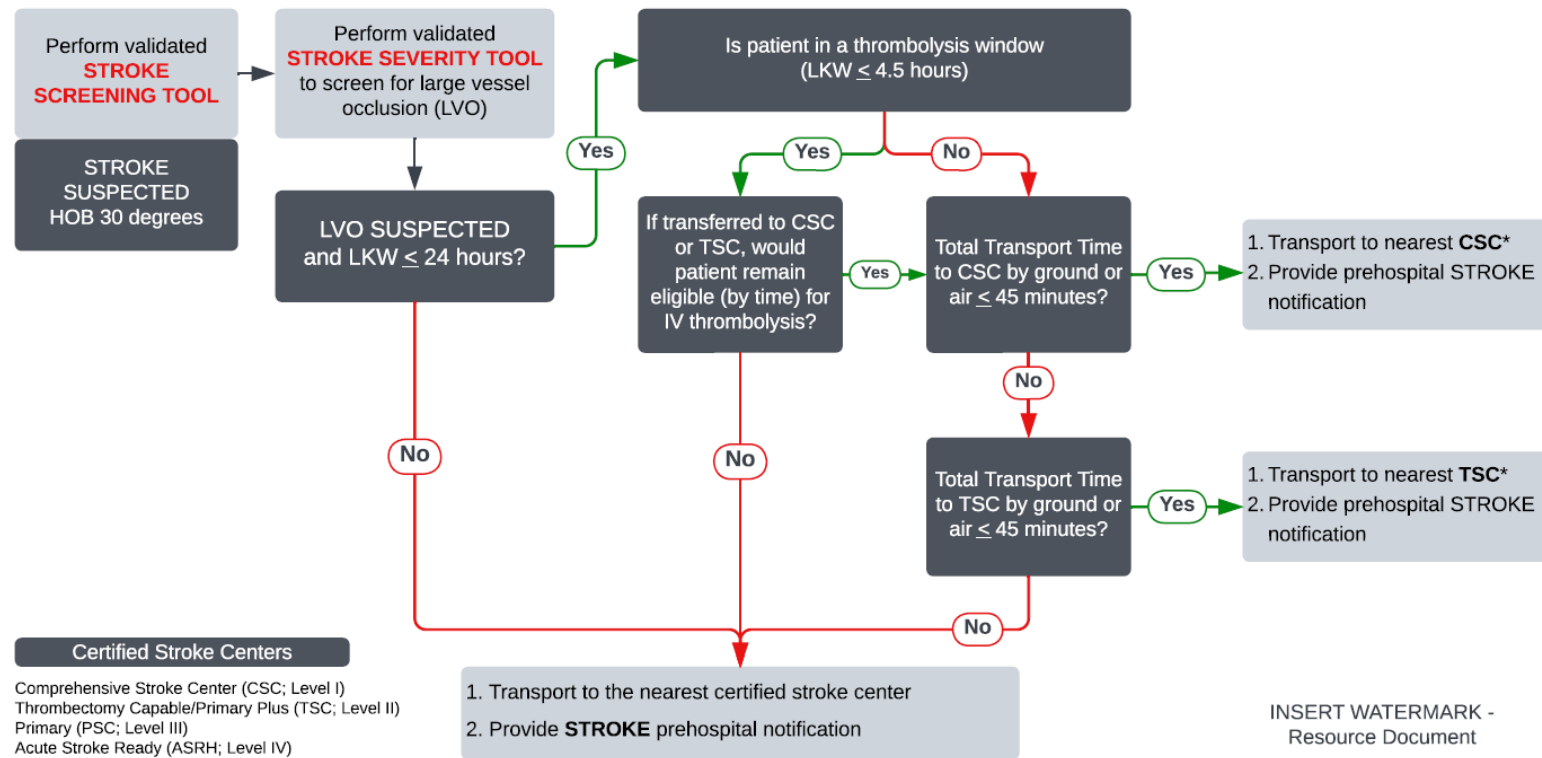 Perform validated
STROKE
SCREENING TOOL
STROKE
SUSPECTED
HOB 30 degrees
Perform validated
STROKE SEVERITY TOOL
to screen for large vessel
occlusion (LVO)
LVO SUSPECTED
and LKW ≤ 24 hours?
Yes
Is patient in a thrombolysis window
(LKW ≤ 4.5 hours)
Yes
No
If transferred to CSC
or TSC, would
patient remain
eligible (by time) for
IV thrombolysis?
Yes
Total Transport Time
to CSC by ground or
air ≤ 45 minutes?
Yes
1. Transport to nearest CSC*
2. Provide prehospital STROKE
notification
No
No
No
Total Transport Time
to TSC by ground or
air ≤ 45 minutes?
Yes
1. Transport to nearest TSC*
2. Provide prehospital STROKE
notification
No
Certified Stroke Centers
Comprehensive Stroke Center (CSC; Level I)
Thrombectomy Capable/Primary Plus (TSC; Level II)
Primary (PSC; Level III)
Acute Stroke Ready (ASRH; Level IV)
1. Transport to the nearest certified stroke center
2. Provide STROKE prehospital notification
INSERT WATERMARK -
Resource Document